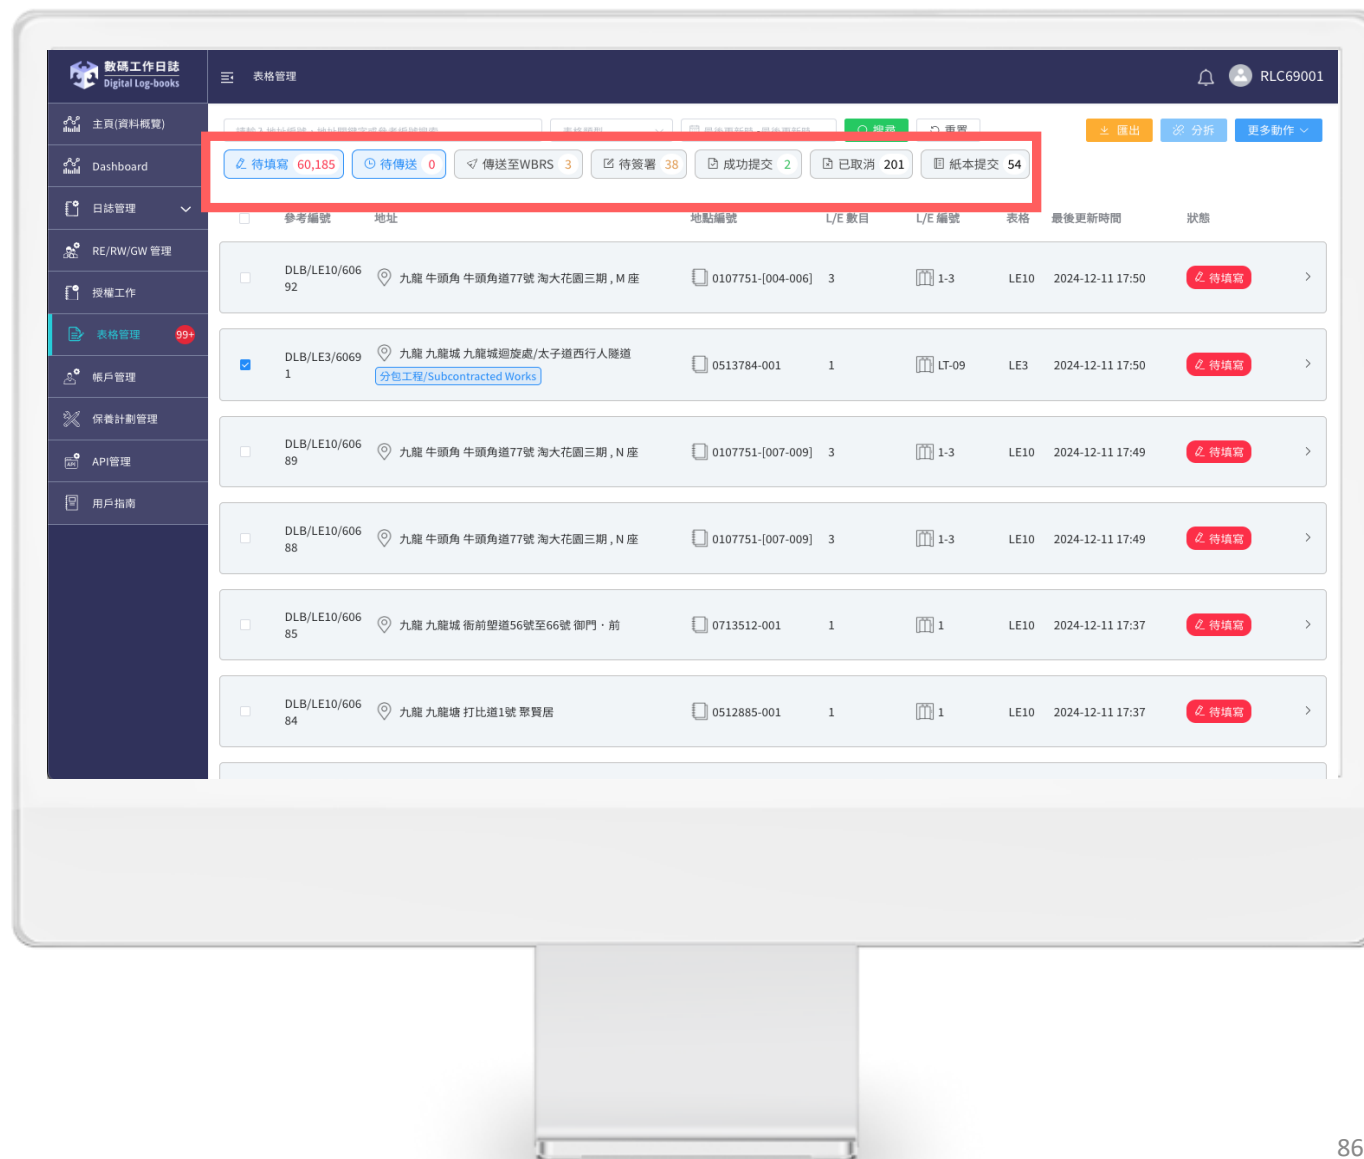 數碼工作日誌
Digital Log-books
表格管理
RLC69001
主頁(資料概覽)
Dashboard
日誌管理
RE/RW/GW 管理
授權工作
表格管理 99+
帳戶管理
保養計劃管理
API管理
用戶指南
搜尋 重置 匯出 分拆 更多動作
待填寫 60,185 待傳送 0 傳送至WBRS 3 待簽署 38 成功提交 2 已取消 201 紙本提交 54
參考編號 地址 地點編號 L/E 數目 L/E 編號 表格 最後更新時間 狀態
DLB/LE10/606
92
九龍 牛頭角 牛頭角道77號 淘大花園三期 , M 座 0107751-[004-006] 3 1-3 LE10 2024-12-11 17:50 待填寫
DLB/LE3/6069
1
九龍 九龍城 九龍城迴旋處/太子道西行人隧道
分包工程/Subcontracted Works
0513784-001 1 LT-09 LE3 2024-12-11 17:50 待填寫
DLB/LE10/606
89
九龍 牛頭角 牛頭角道77號 淘大花園三期 , N 座 0107751-[007-009] 3 1-3 LE10 2024-12-11 17:49 待填寫
DLB/LE10/606
88
九龍 牛頭角 牛頭角道77號 淘大花園三期 , N 座 0107751-[007-009] 3 1-3 LE10 2024-12-11 17:49 待填寫
DLB/LE10/606
85
九龍 九龍城 衙前塱道56號至66號 御門・前 0713512-001 1 1 LE10 2024-12-11 17:37 待填寫
DLB/LE10/606
84
九龍 九龍塘 打比道1號 聚賢居 0512885-001 1 1 LE10 2024-12-11 17:37 待填寫
86